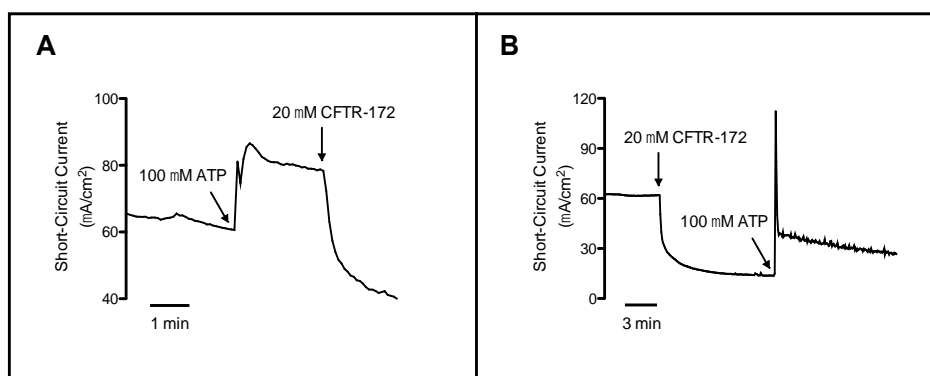 A
Short-Circuit Current
(mA/cm²)
100
80
60
40
100 mM ATP
20 mM CFTR-172
1 min
B
Short-Circuit Current
(mA/cm²)
120
90
60
30
0
20 mM CFTR-172
100 mM ATP
3 min